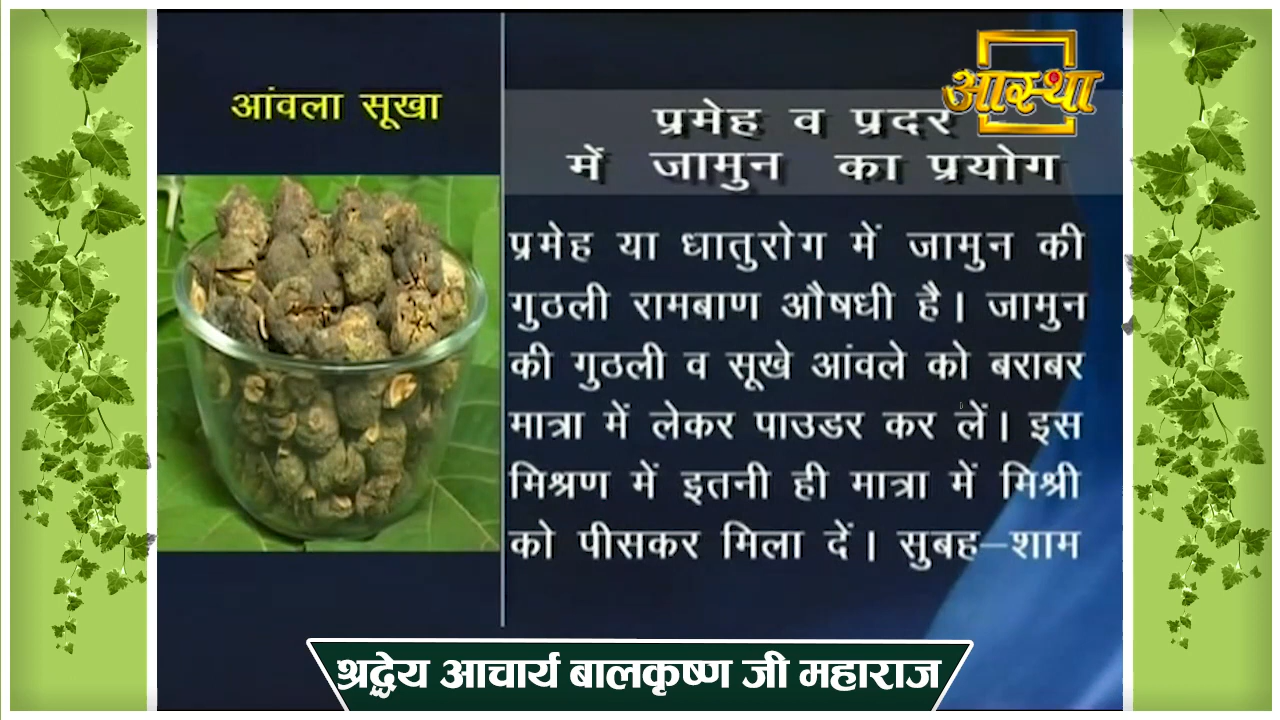 आंवला सूखा
आस्था
प्रमेह व प्रदर
में जामुन का प्रयोग
प्रमेह या धातुरोग में जामुन की
गुठली रामबाण औषधी है। जामुन
की गुठली व सूखे आंवले को बराबर
मात्रा में लेकर पाउडर कर लें। इस
मिश्रण में इतनी ही मात्रा में मिश्री
को पीसकर मिला दें। सुबह–शाम
श्रद्धेय आचार्य बालकृष्ण जी महाराज